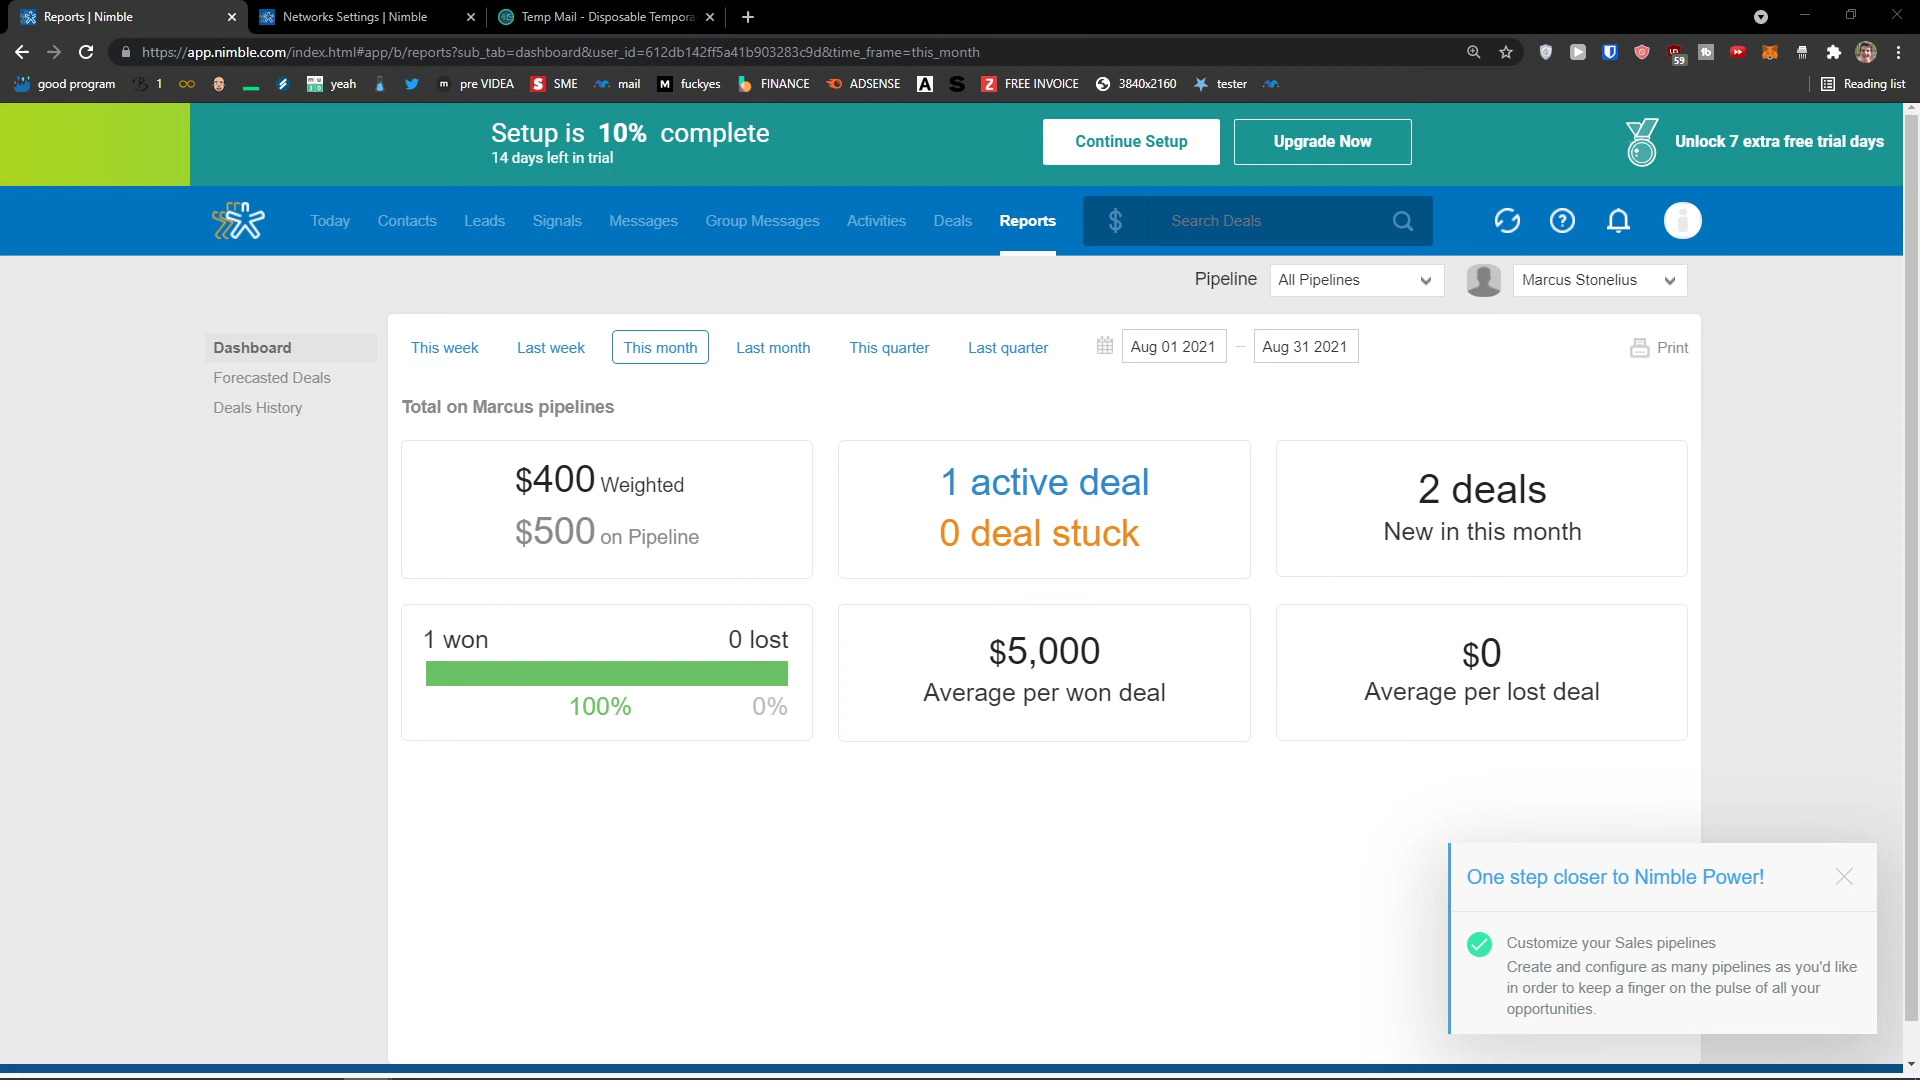 Reports | Nimble
Networks Settings | Nimble
Temp Mail - Disposable Tempora
https://app.nimble.com/index.html#app/b/reports?sub_tab=dashboard&user_id=612db142ff5a41b903283c9d&time_frame=this_month
59
good program
1
yeah
pre VIDEA
SME
mail
fuckyes
FINANCE
ADSENSE
FREE INVOICE
3840x2160
tester
Reading list
Setup is 10% complete
14 days left in trial
Continue Setup
Upgrade Now
Unlock 7 extra free trial days
Today
Contacts
Leads
Signals
Messages
Group Messages
Activities
Deals
Reports
$
Search Deals
Pipeline
All Pipelines
Marcus Stonelius
Dashboard
Forecasted Deals
Deals History
This week
Last week
This month
Last month
This quarter
Last quarter
Aug 01 2021
–
Aug 31 2021
Print
Total on Marcus pipelines
$400 Weighted
$500 on Pipeline
1 active deal
0 deal stuck
2 deals
New in this month
1 won
0 lost
100%
0%
$5,000
Average per won deal
$0
Average per lost deal
One step closer to Nimble Power!
Customize your Sales pipelines
Create and configure as many pipelines as you'd like
in order to keep a finger on the pulse of all your
opportunities.